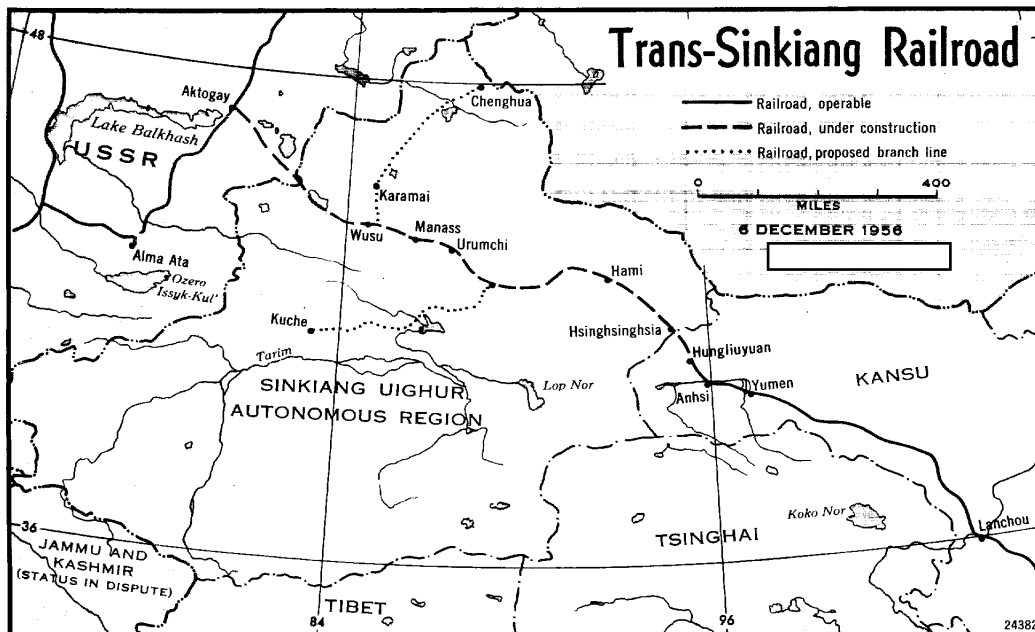 Trans-Sinkiang Railroad
Railroad, operable
Railroad, under construction
Railroad, proposed branch line
0 400
MILES
6 DECEMBER 1956
48
Aktogay
Lake Balkhash
USSR
Chenghua
Karamai
Wusu
Manass
Urumchi
Alma Ata
Ozero
Issyk-Kul'
Hami
Kuche
Hsinghsinghsia
Hungliuyuan
Tarim
Lop Nor
Anhsi
Yumen
KANSU
SINKIANG UIGHUR
AUTONOMOUS REGION
36
JAMMU AND
KASHMIR
(STATUS IN DISPUTE)
Koko Nor
TSINGHAI
Lanchou
TIBET
84
96
24382